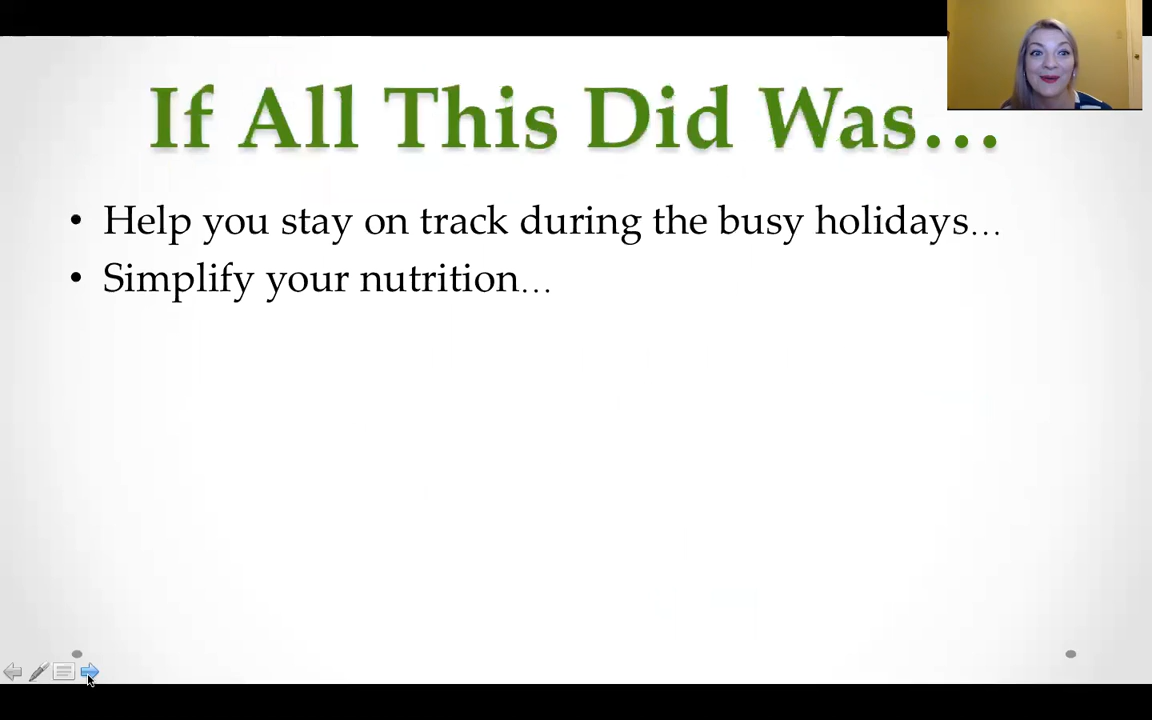 If All This Did Was...
• Help you stay on track during the busy holidays...
• Simplify your nutrition...